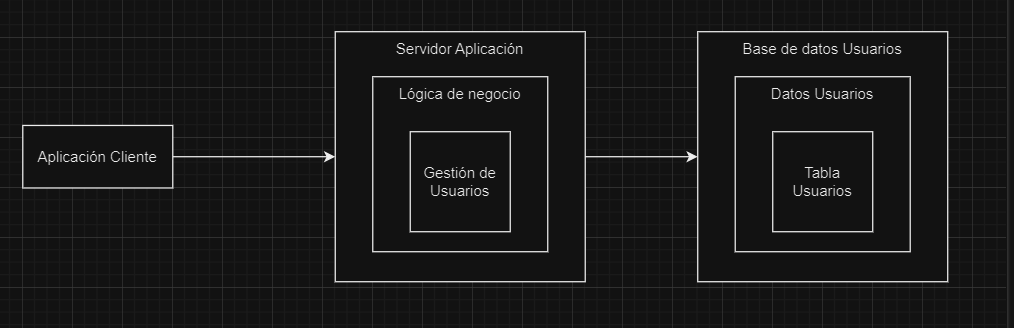 Aplicación Cliente
Servidor Aplicación
Lógica de negocio
Gestión de
Usuarios
Base de datos Usuarios
Datos Usuarios
Tabla
Usuarios